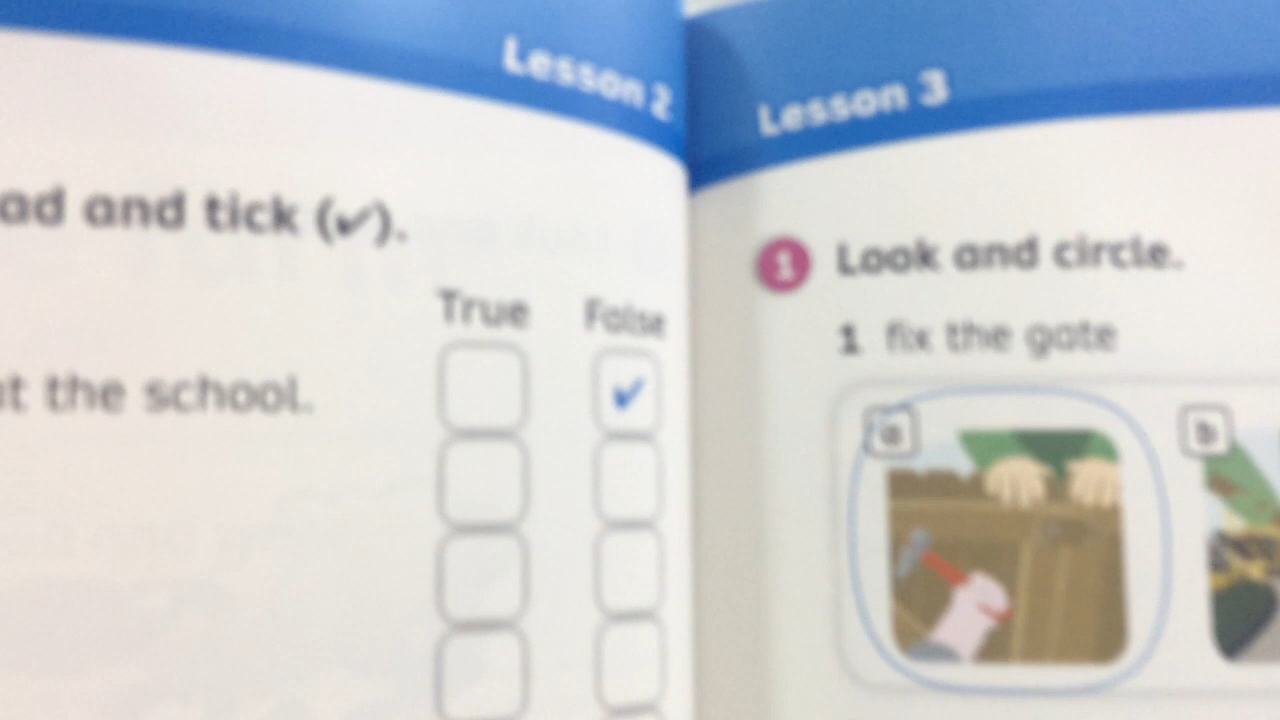 Lesson 2
ad and tick (✔).
True False
t the school.
✔
Lesson 3
1 Look and circle.
1 fix the gate
a
b